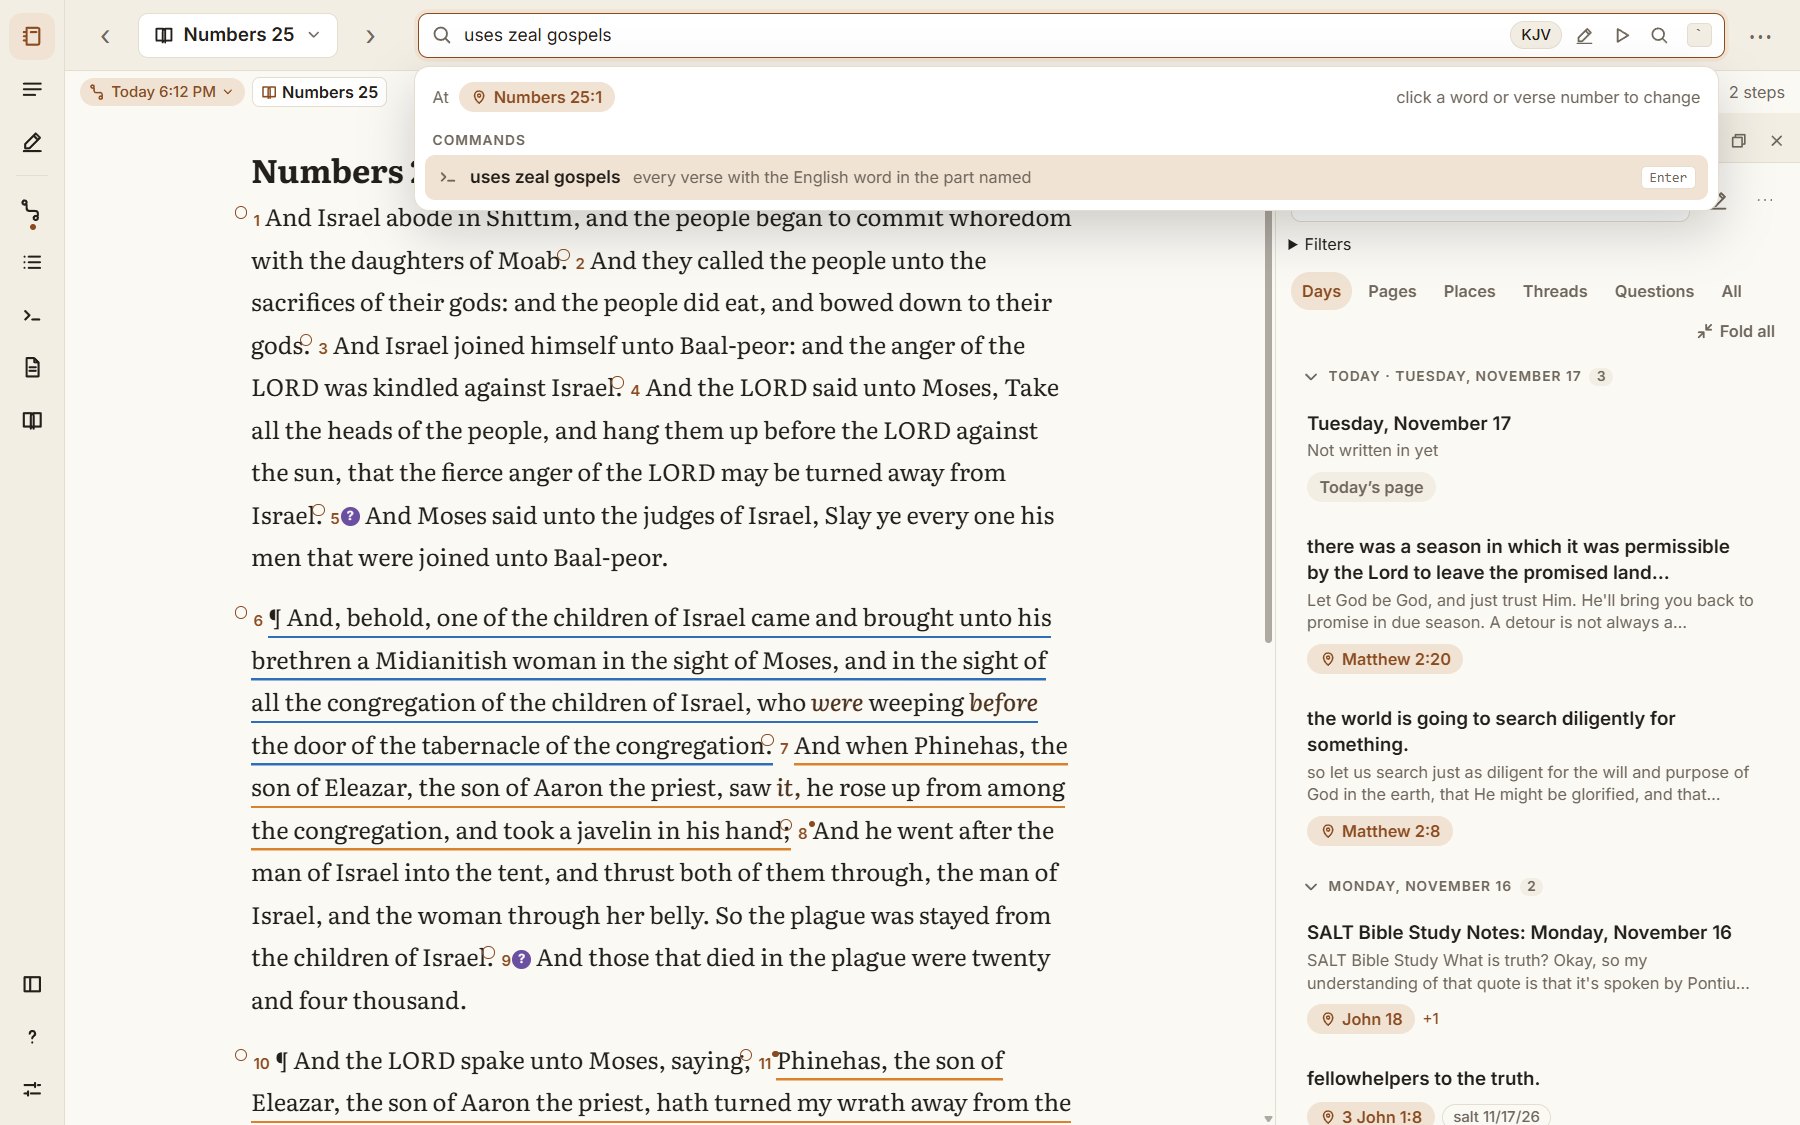 Numbers 25
uses zeal gospels
KJV
`
Today 6:12 PM
Numbers 25
2 steps
At Numbers 25:1
click a word or verse number to change
COMMANDS
uses zeal gospels every verse with the English word in the part named
Enter
Numbers
1 And Israel abode in Shittim, and the people began to commit whoredom
with the daughters of Moab. 2 And they called the people unto the
sacrifices of their gods: and the people did eat, and bowed down to their
gods. 3 And Israel joined himself unto Baal-peor: and the anger of the
LORD was kindled against Israel. 4 And the LORD said unto Moses, Take
all the heads of the people, and hang them up before the LORD against
the sun, that the fierce anger of the LORD may be turned away from
Israel. 5 ? And Moses said unto the judges of Israel, Slay ye every one his
men that were joined unto Baal-peor.
6 ¶ And, behold, one of the children of Israel came and brought unto his
brethren a Midianitish woman in the sight of Moses, and in the sight of
all the congregation of the children of Israel, who were weeping before
the door of the tabernacle of the congregation. 7 And when Phinehas, the
son of Eleazar, the son of Aaron the priest, saw it, he rose up from among
the congregation, and took a javelin in his hand; 8 And he went after the
man of Israel into the tent, and thrust both of them through, the man of
Israel, and the woman through her belly. So the plague was stayed from
the children of Israel. 9 ? And those that died in the plague were twenty
and four thousand.
10 ¶ And the LORD spake unto Moses, saying, 11 Phinehas, the son of
Eleazar, the son of Aaron the priest, hath turned my wrath away from the
Filters
Days
Pages
Places
Threads
Questions
All
Fold all
TODAY · TUESDAY, NOVEMBER 17 3
Tuesday, November 17
Not written in yet
Today's page
there was a season in which it was permissible
by the Lord to leave the promised land...
Let God be God, and just trust Him. He'll bring you back to
promise in due season. A detour is not always a...
Matthew 2:20
the world is going to search diligently for
something.
so let us search just as diligent for the will and purpose of
God in the earth, that He might be glorified, and that...
Matthew 2:8
MONDAY, NOVEMBER 16 2
SALT Bible Study Notes: Monday, November 16
SALT Bible Study What is truth? Okay, so my
understanding of that quote is that it's spoken by Pontiu...
John 18 +1
fellowhelpers to the truth.
3 John 1:8 salt 11/17/26